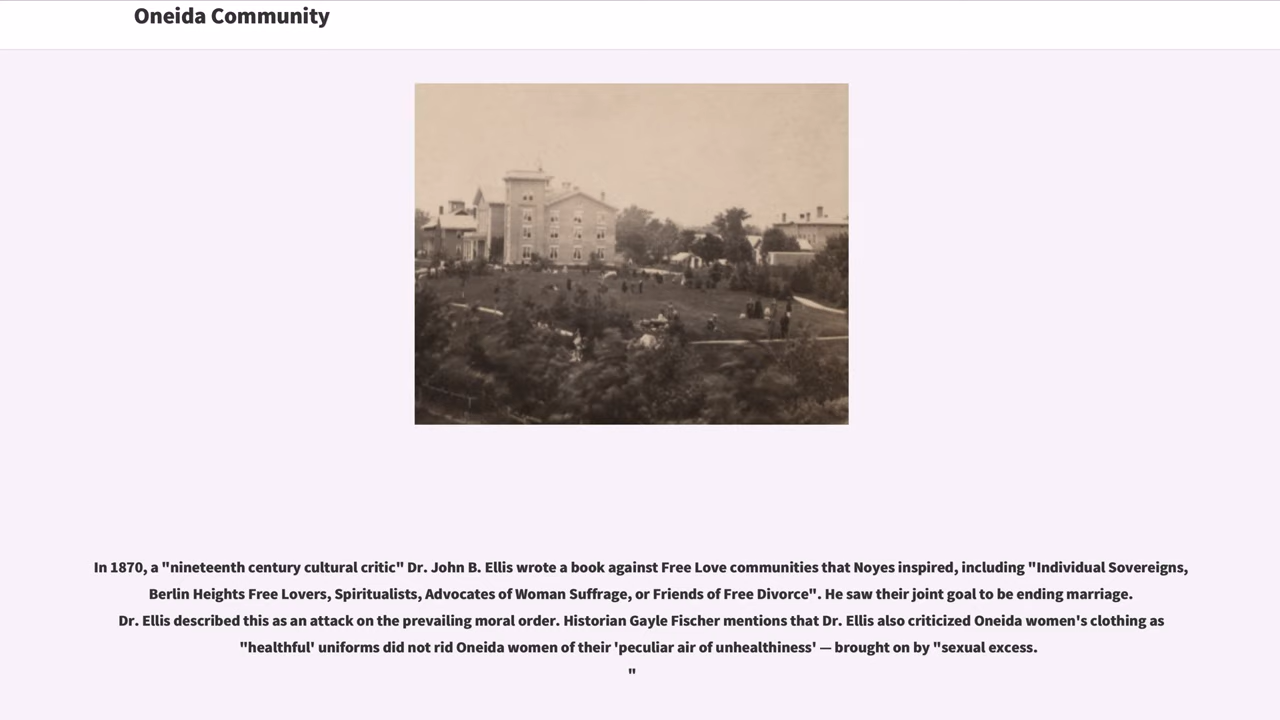 Oneida Community
In 1870, a "nineteenth century cultural critic" Dr. John B. Ellis wrote a book against Free Love communities that Noyes inspired, including "Individual Sovereigns,
Berlin Heights Free Lovers, Spiritualists, Advocates of Woman Suffrage, or Friends of Free Divorce". He saw their joint goal to be ending marriage.
Dr. Ellis described this as an attack on the prevailing moral order. Historian Gayle Fischer mentions that Dr. Ellis also criticized Oneida women's clothing as
"healthful' uniforms did not rid Oneida women of their 'peculiar air of unhealthiness' — brought on by "sexual excess.
"